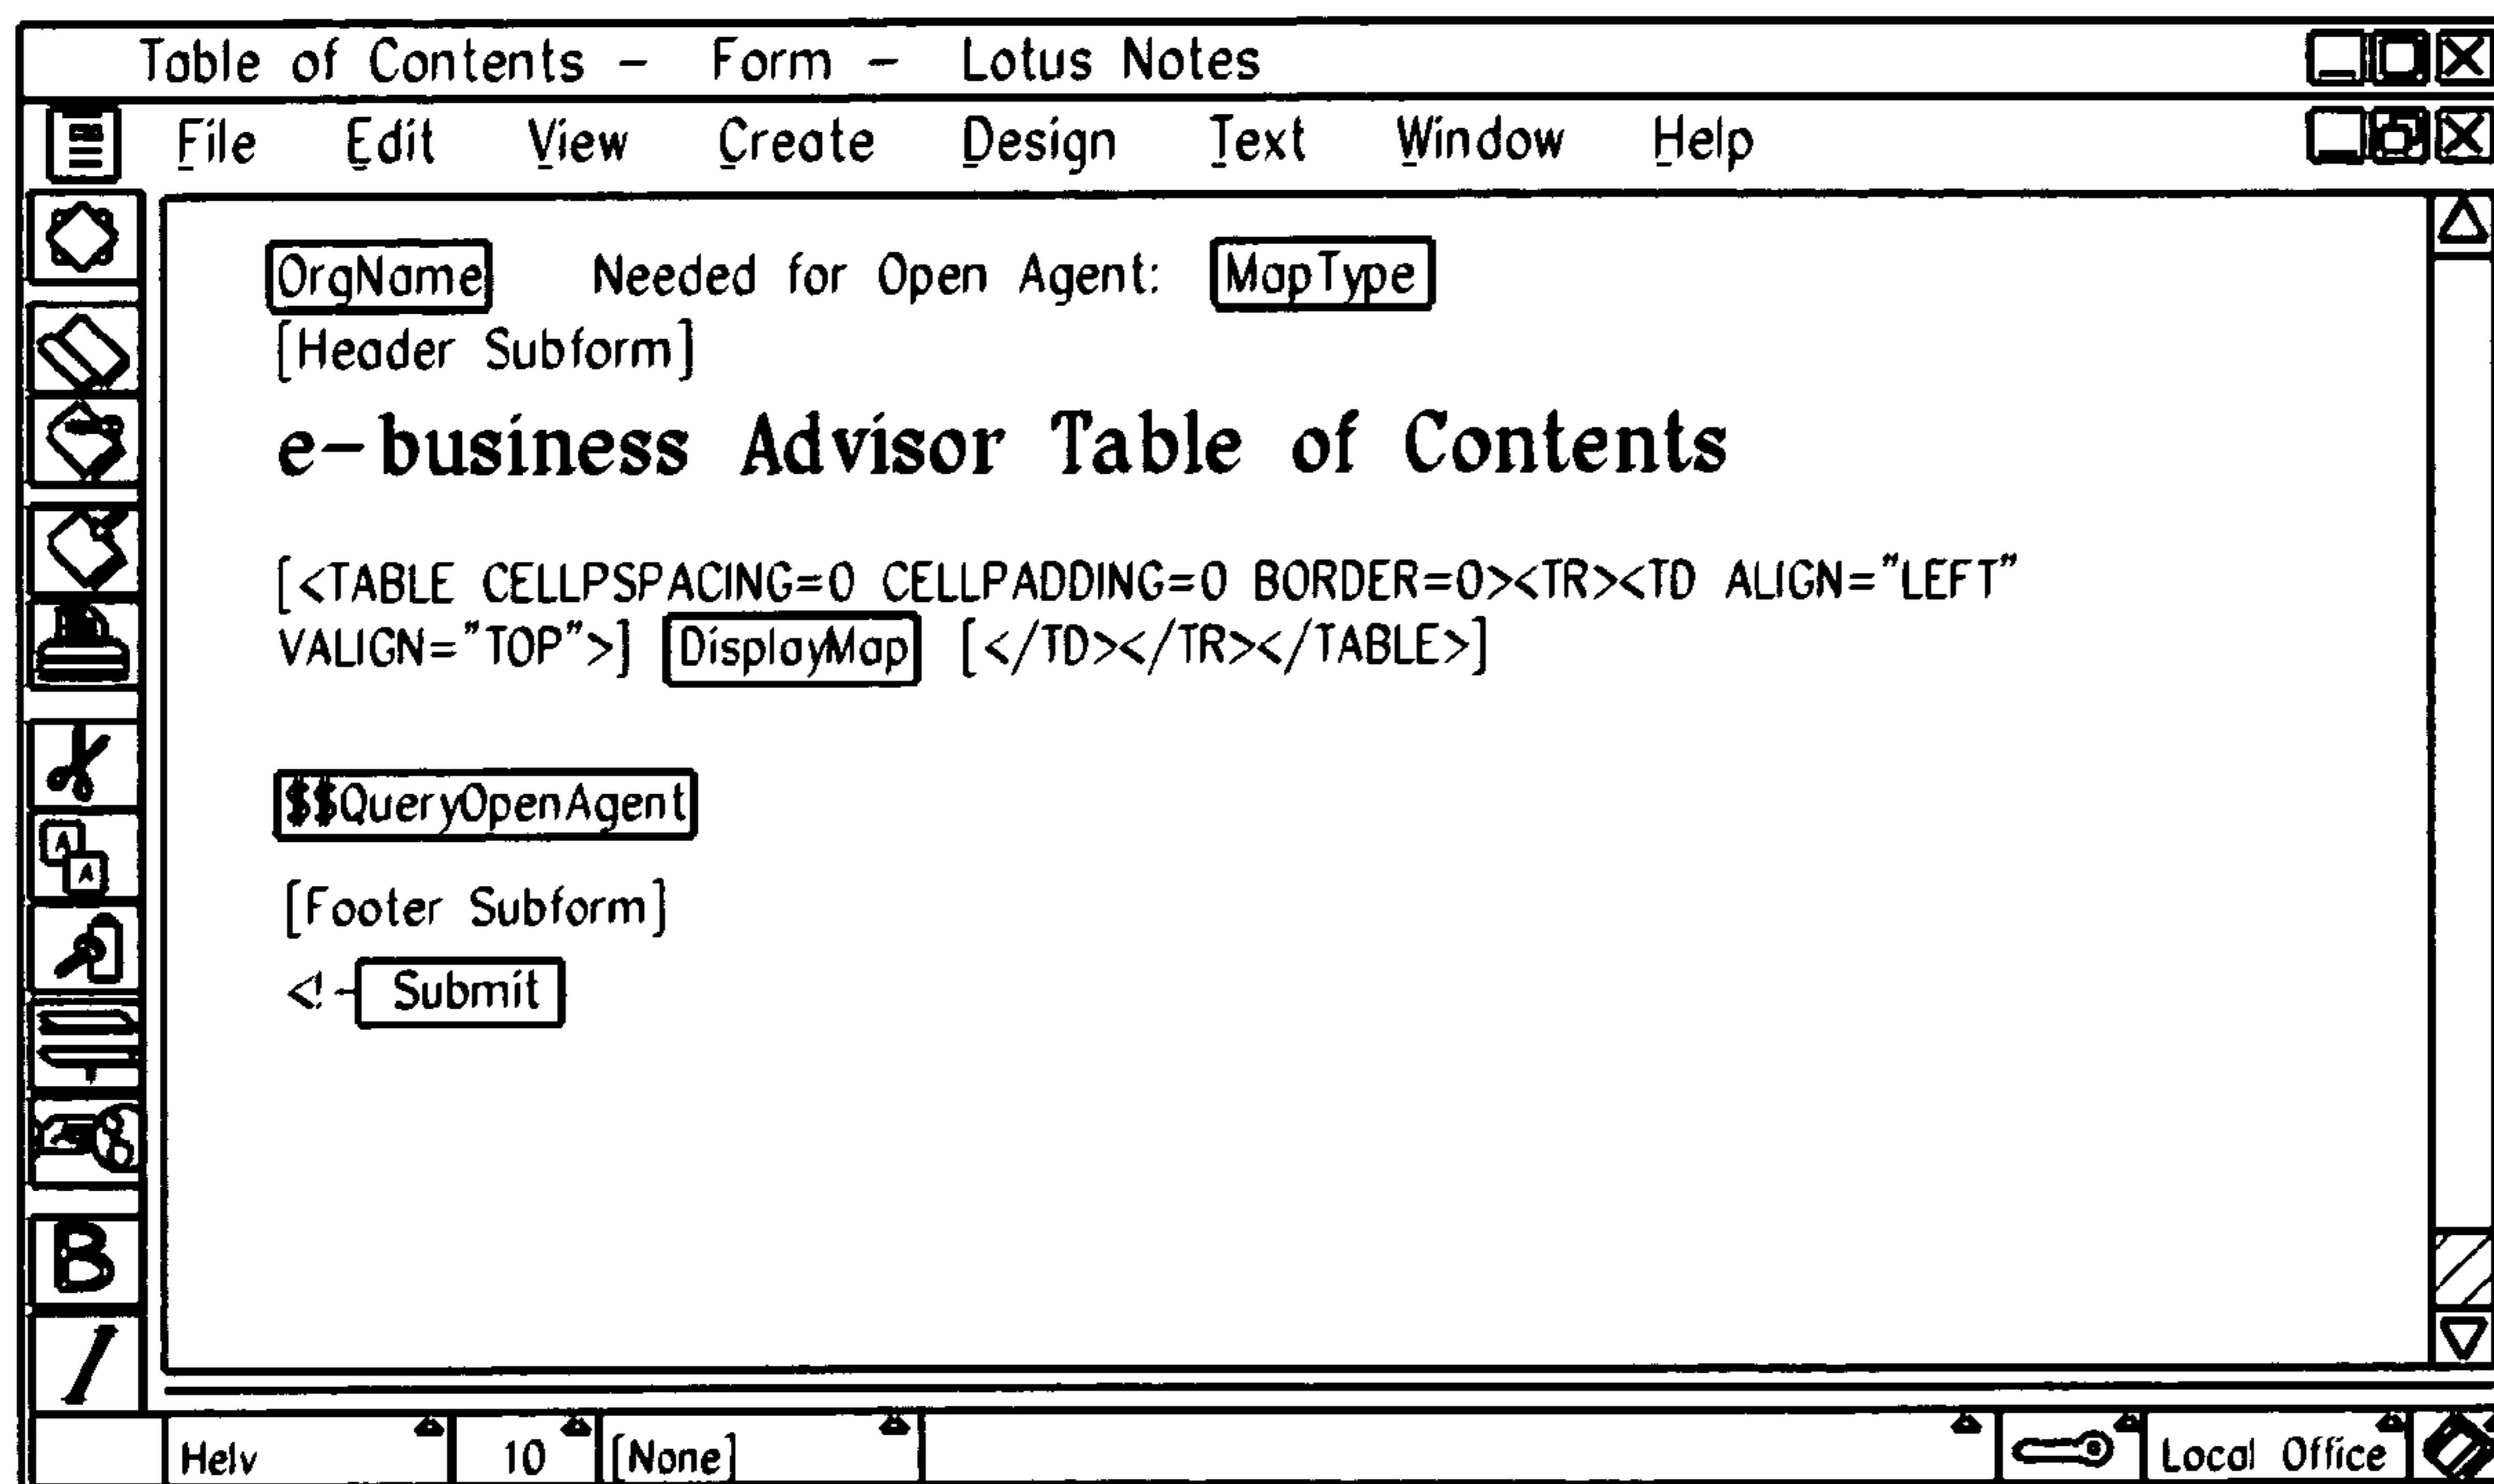 Table of Contents – Form – Lotus Notes
File Edit View Create Design Text Window Help
OrgName Needed for Open Agent: MapType
[Header Subform]
e-business Advisor Table of Contents
[<TABLE CELLPSPACING=0 CELLPADDING=0 BORDER=0><TR><TD ALIGN="LEFT"
VALIGN="TOP">] DisplayMap [</TD></TR></TABLE>]
$$QueryOpenAgent
[Footer Subform]
<!- Submit
B
I
Helv 10 [None] Local Office